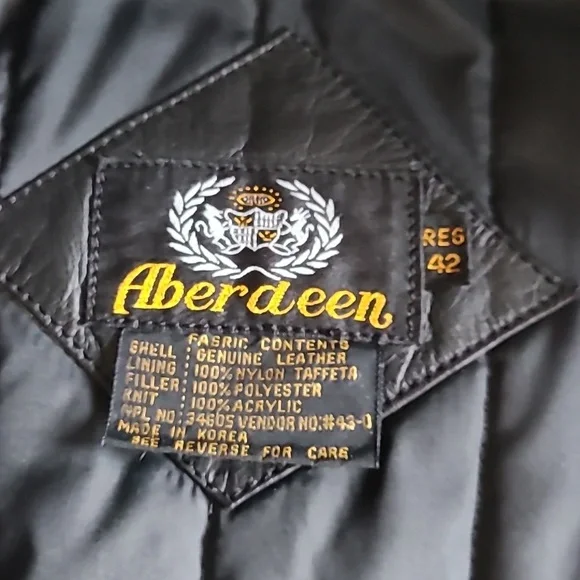 Aberdeen
REG
42
FABRIC CONTENTS
SHELL : GENUINE LEATHER
LINING : 100% NYLON TAFFETA
FILLER : 100% POLYESTER
KNIT : 100% ACRYLIC
MPL NO: 34605 VENDOR NO:#43-0
MADE IN KOREA
SEE REVERSE FOR CARE